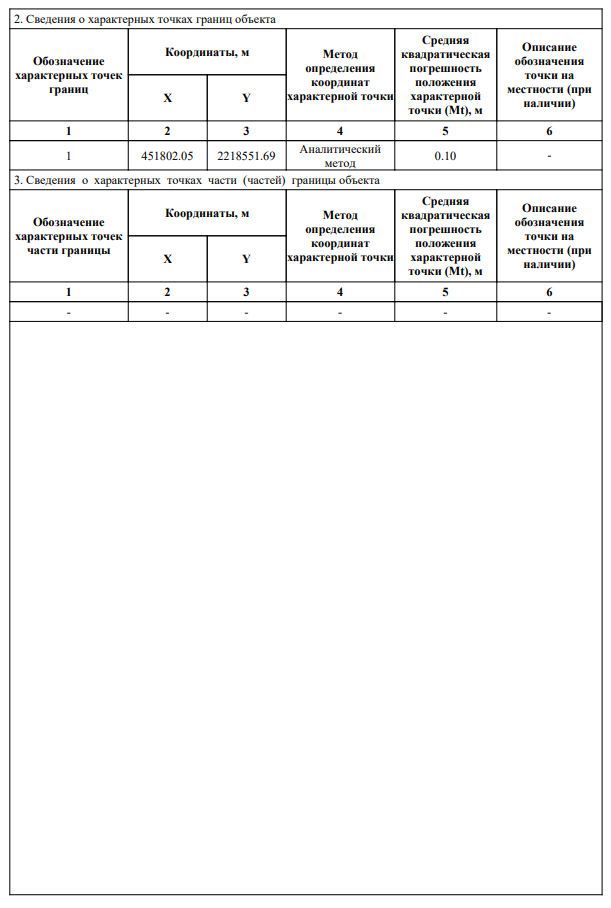 2. Сведения о характерных точках границ объекта
Обозначение
характерных точек
границ
Координаты, м
X
Y
Метод
определения
координат
характерной точки
Средняя
квадратическая
погрешность
положения
характерной
точки (Mt), м
Описание
обозначения
точки на
местности (при
наличии)
1 2 3 4 5 6
1 451802.05 2218551.69 Аналитический
метод 0.10 -
3. Сведения о характерных точках части (частей) границы объекта
Обозначение
характерных точек
части границы
Координаты, м
X
Y
Метод
определения
координат
характерной точки
Средняя
квадратическая
погрешность
положения
характерной
точки (Mt), м
Описание
обозначения
точки на
местности (при
наличии)
1 2 3 4 5 6
- - - - - -